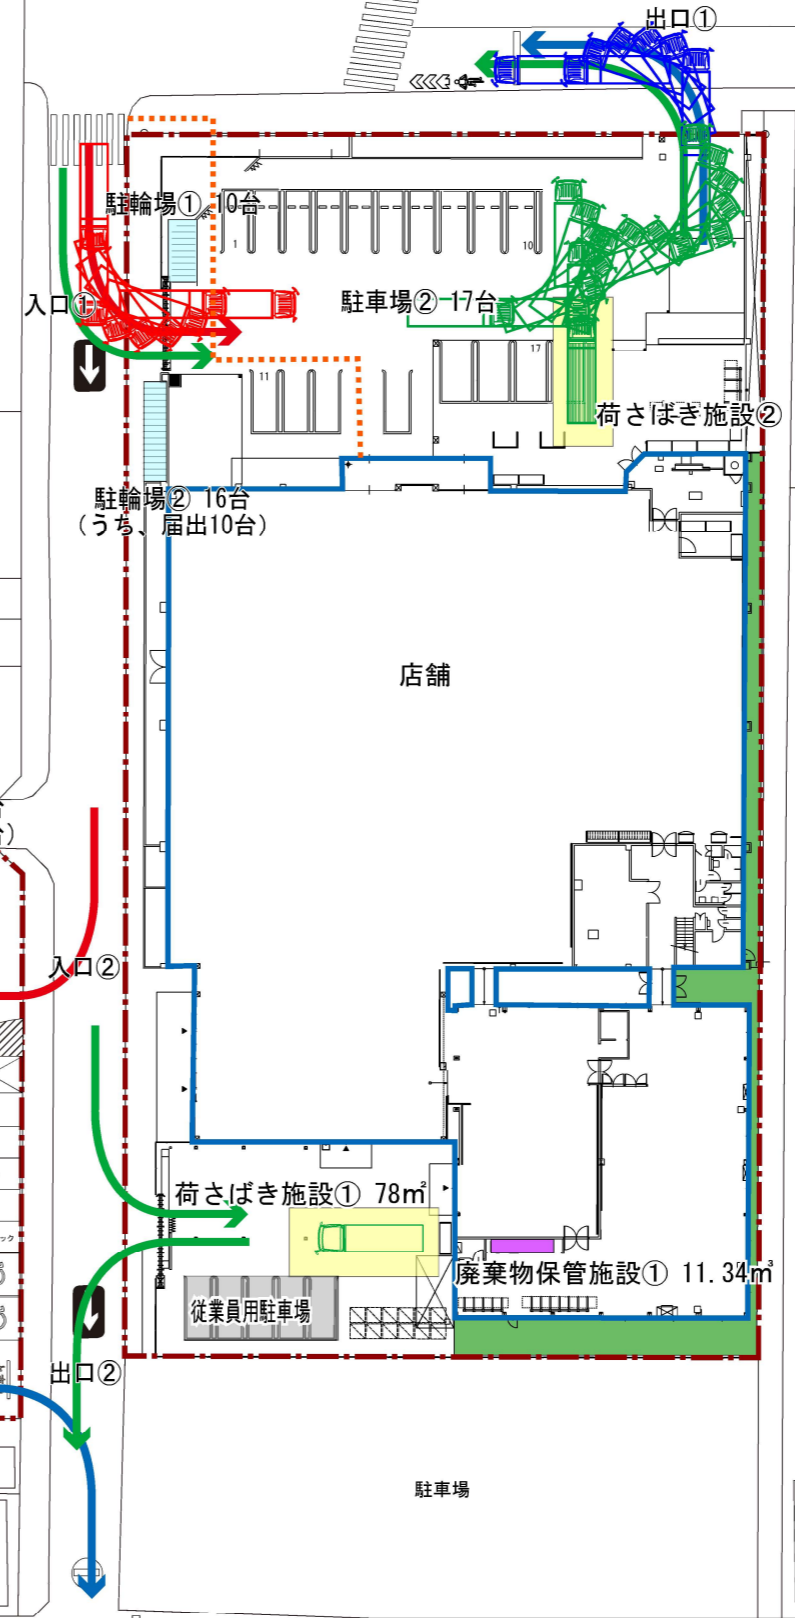 出口①
駐輪場① 10台
1
10
入口①
駐車場② 17台
17
11
荷さばき施設②
駐輪場② 16台
(うち、届出10台)
店舗
入口②
荷さばき施設① 78㎡
廃棄物保管施設① 11.34㎥
従業員用駐車場
出口②
駐車場